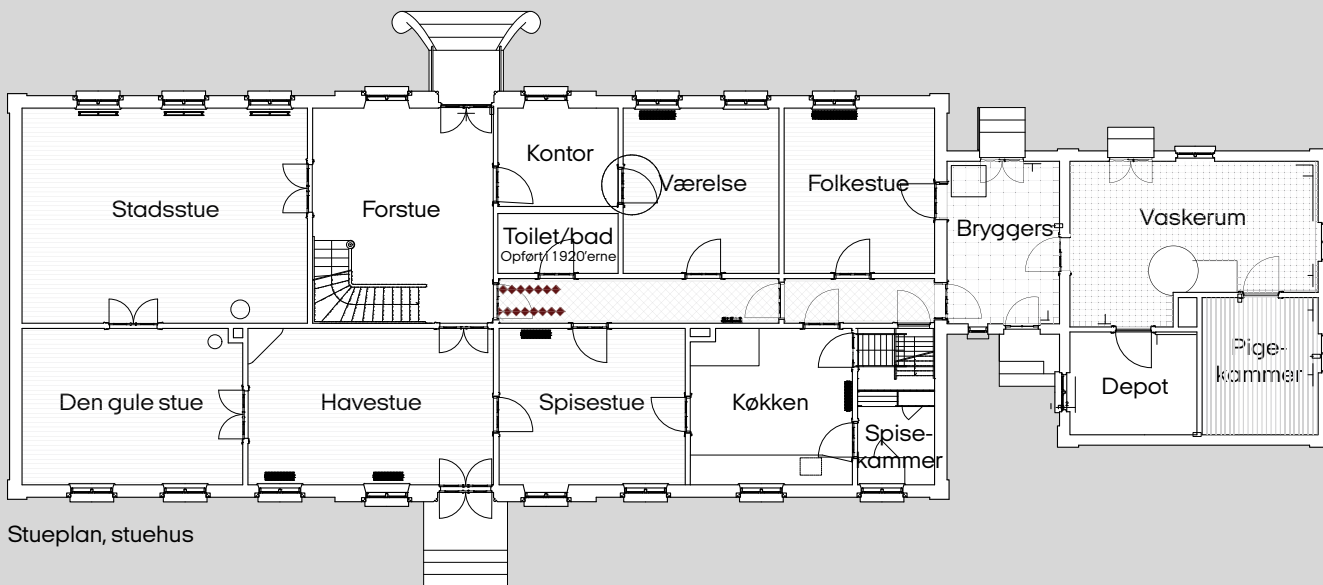 Kontor
Stadsstue
Forstue
Værelse
Folkestue
Bryggers
Vaskerum
Toilet/bad
Opført i 1920'erne
Den gule stue
Havestue
Spisestue
Køkken
Spise-
kammer
Depot
Pige-
kammer
Stueplan, stuehus